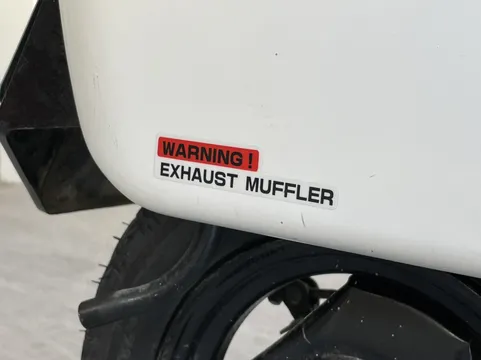 WARNING !
EXHAUST MUFFLER